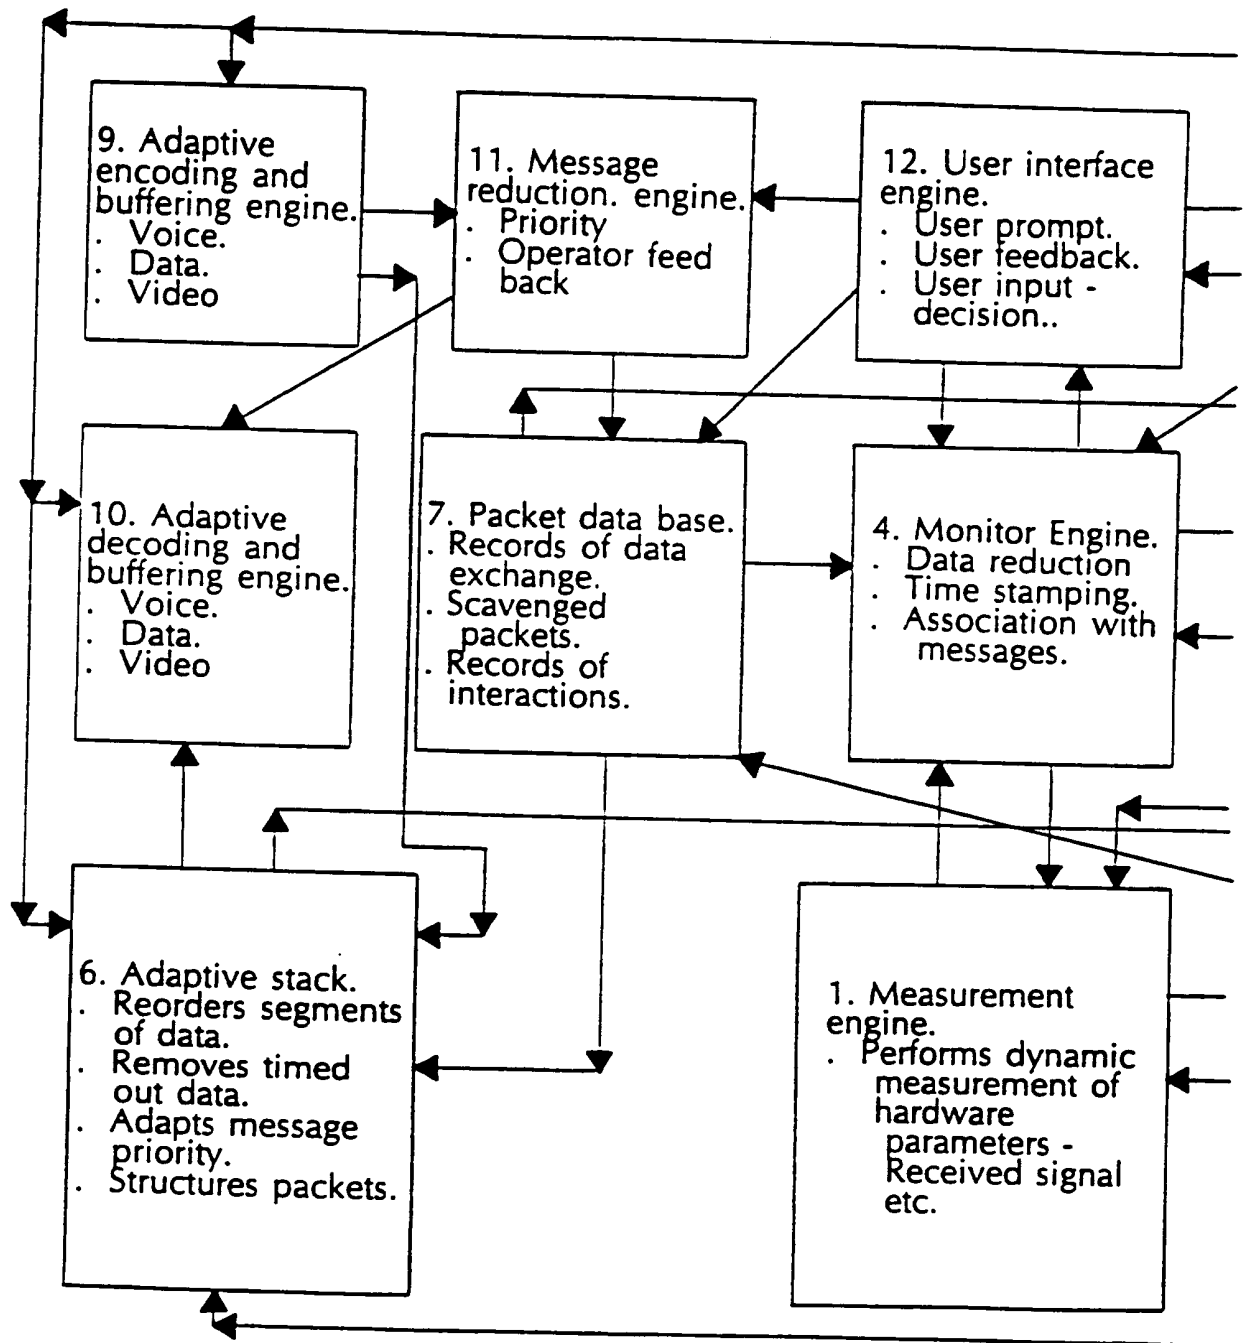 9. Adaptive
encoding and
buffering engine.
. Voice.
. Data.
. Video
11. Message
reduction. engine.
. Priority
. Operator feed
back
12. User interface
engine.
. User prompt.
. User feedback.
. User input -
decision..
10. Adaptive
decoding and
buffering engine.
. Voice.
. Data.
. Video
7. Packet data base.
. Records of data
exchange.
. Scavenged
packets.
. Records of
interactions.
4. Monitor Engine.
. Data reduction
. Time stamping.
. Association with
messages.
6. Adaptive stack.
. Reorders segments
of data.
. Removes timed
out data.
. Adapts message
priority.
. Structures packets.
1. Measurement
engine.
. Performs dynamic
measurement of
hardware
parameters -
Received signal
etc.